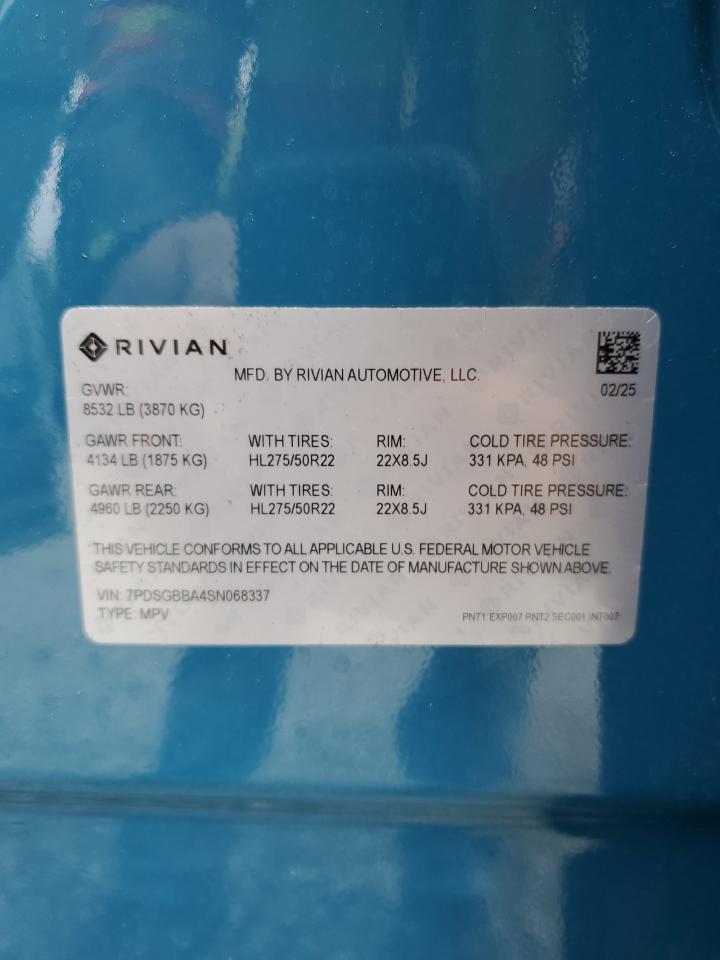 RIVIAN
MFD. BY RIVIAN AUTOMOTIVE, LLC.
02/25
GVWR:
8532 LB (3870 KG)
GAWR FRONT: WITH TIRES: RIM: COLD TIRE PRESSURE:
4134 LB (1875 KG) HL275/50R22 22X8.5J 331 KPA, 48 PSI
GAWR REAR: WITH TIRES: RIM: COLD TIRE PRESSURE:
4960 LB (2250 KG) HL275/50R22 22X8.5J 331 KPA, 48 PSI
THIS VEHICLE CONFORMS TO ALL APPLICABLE U.S. FEDERAL MOTOR VEHICLE
SAFETY STANDARDS IN EFFECT ON THE DATE OF MANUFACTURE SHOWN ABOVE.
VIN: 7PDSGBBA4SN068337
TYPE: MPV
PNT1 EXP007 PNT2 SEC001 INT007